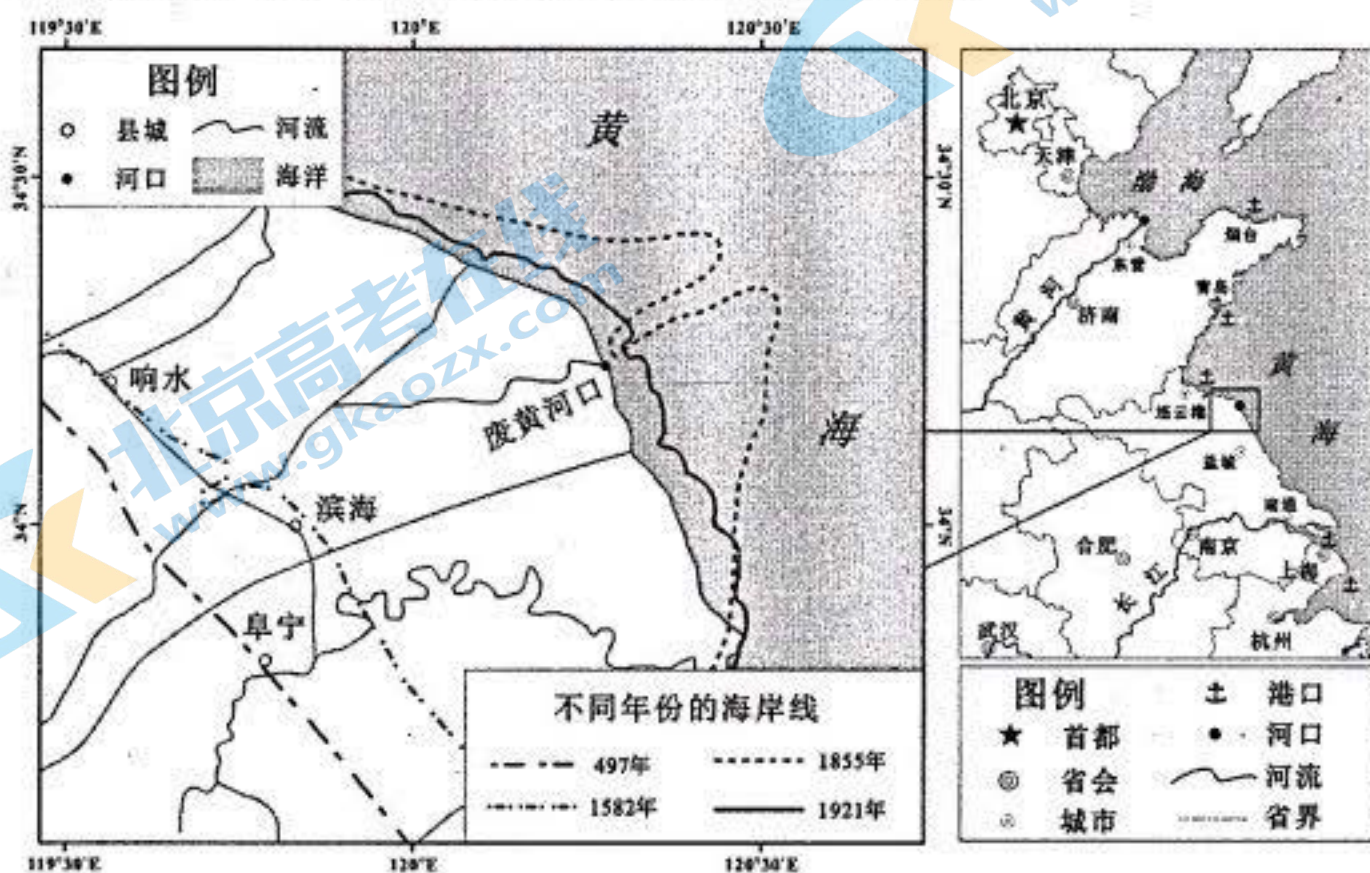 119°30'E
120°E
120°30'E
图例
县城
河流
河口
海洋
34°30'N
34°N
黄
海
响水
滨海
阜宁
废黄河口
不同年份的海岸线
497年
1855年
1582年
1921年
34°30'N
34°N
119°30'E
120°E
120°30'E
北京
天津
渤海
烟台
东营
黄河
济南
青岛
黄
海
连云港
盐城
南通
合肥
南京
上海
长江
武汉
杭州
图例
港口
首都
河口
省会
河流
城市
省界
北京高考在线
www.gkaozx.com